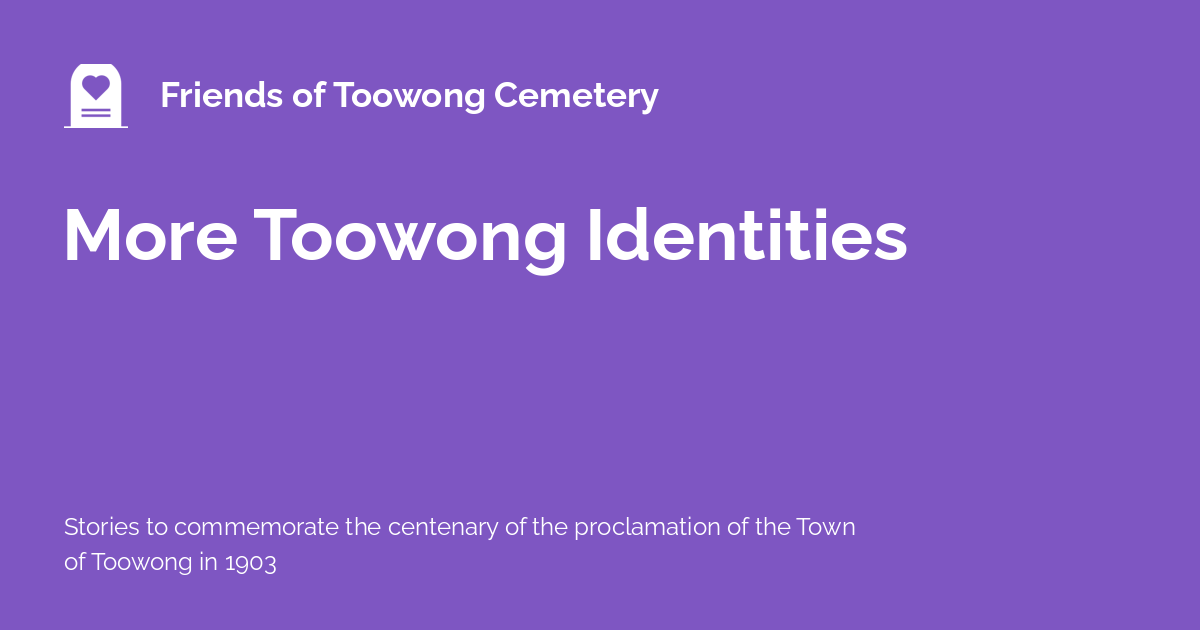 Friends of Toowong Cemetery
More Toowong Identities
Stories to commemorate the centenary of the proclamation of the Town
of Toowong in 1903